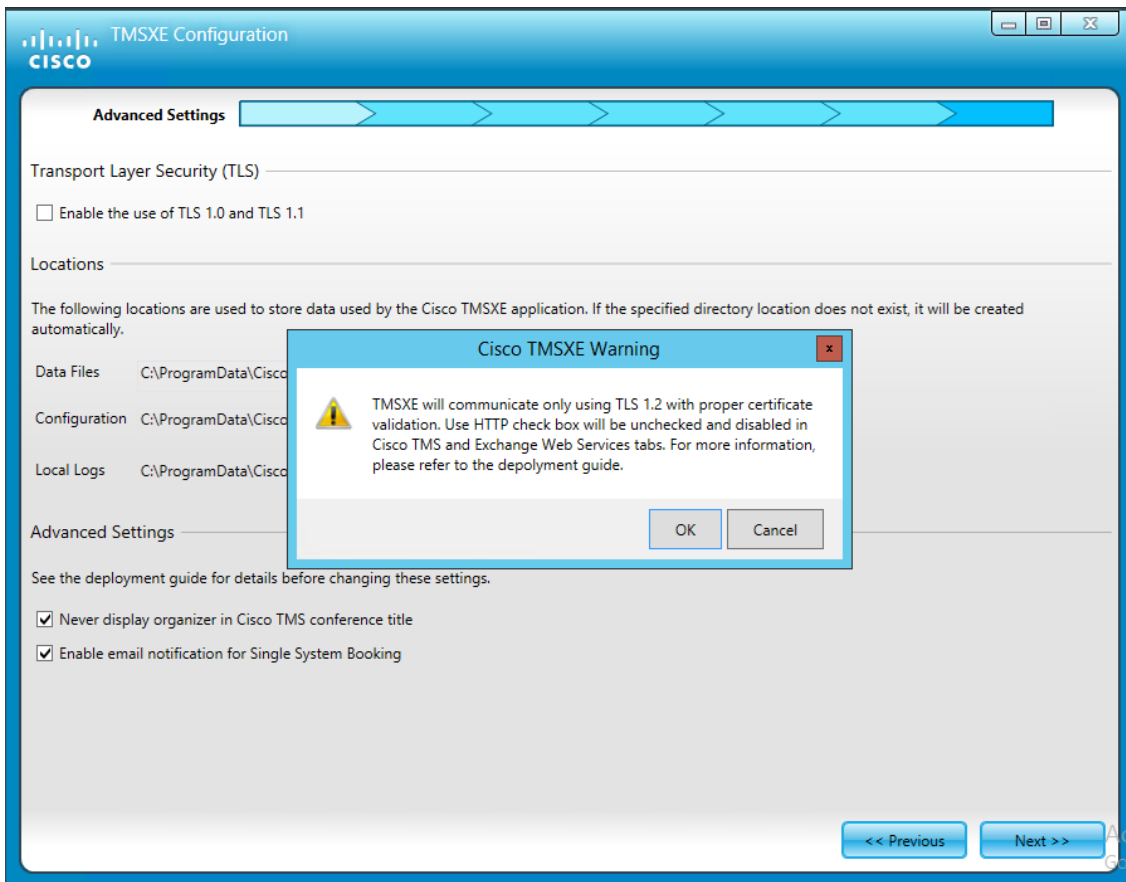 TMSXE Configuration
CISCO
Advanced Settings
Transport Layer Security (TLS)
Enable the use of TLS 1.0 and TLS 1.1
Locations
The following locations are used to store data used by the Cisco TMSXE application. If the specified directory location does not exist, it will be created
automatically.
Data Files C:\ProgramData\Cisco
Configuration C:\ProgramData\Cisco
Local Logs C:\ProgramData\Cisco
Cisco TMSXE Warning
x
TMSXE will communicate only using TLS 1.2 with proper certificate
validation. Use HTTP check box will be unchecked and disabled in
Cisco TMS and Exchange Web Services tabs. For more information,
please refer to the depolyment guide.
OK Cancel
Advanced Settings
See the deployment guide for details before changing these settings.
Never display organizer in Cisco TMS conference title
Enable email notification for Single System Booking
<< Previous Next >>